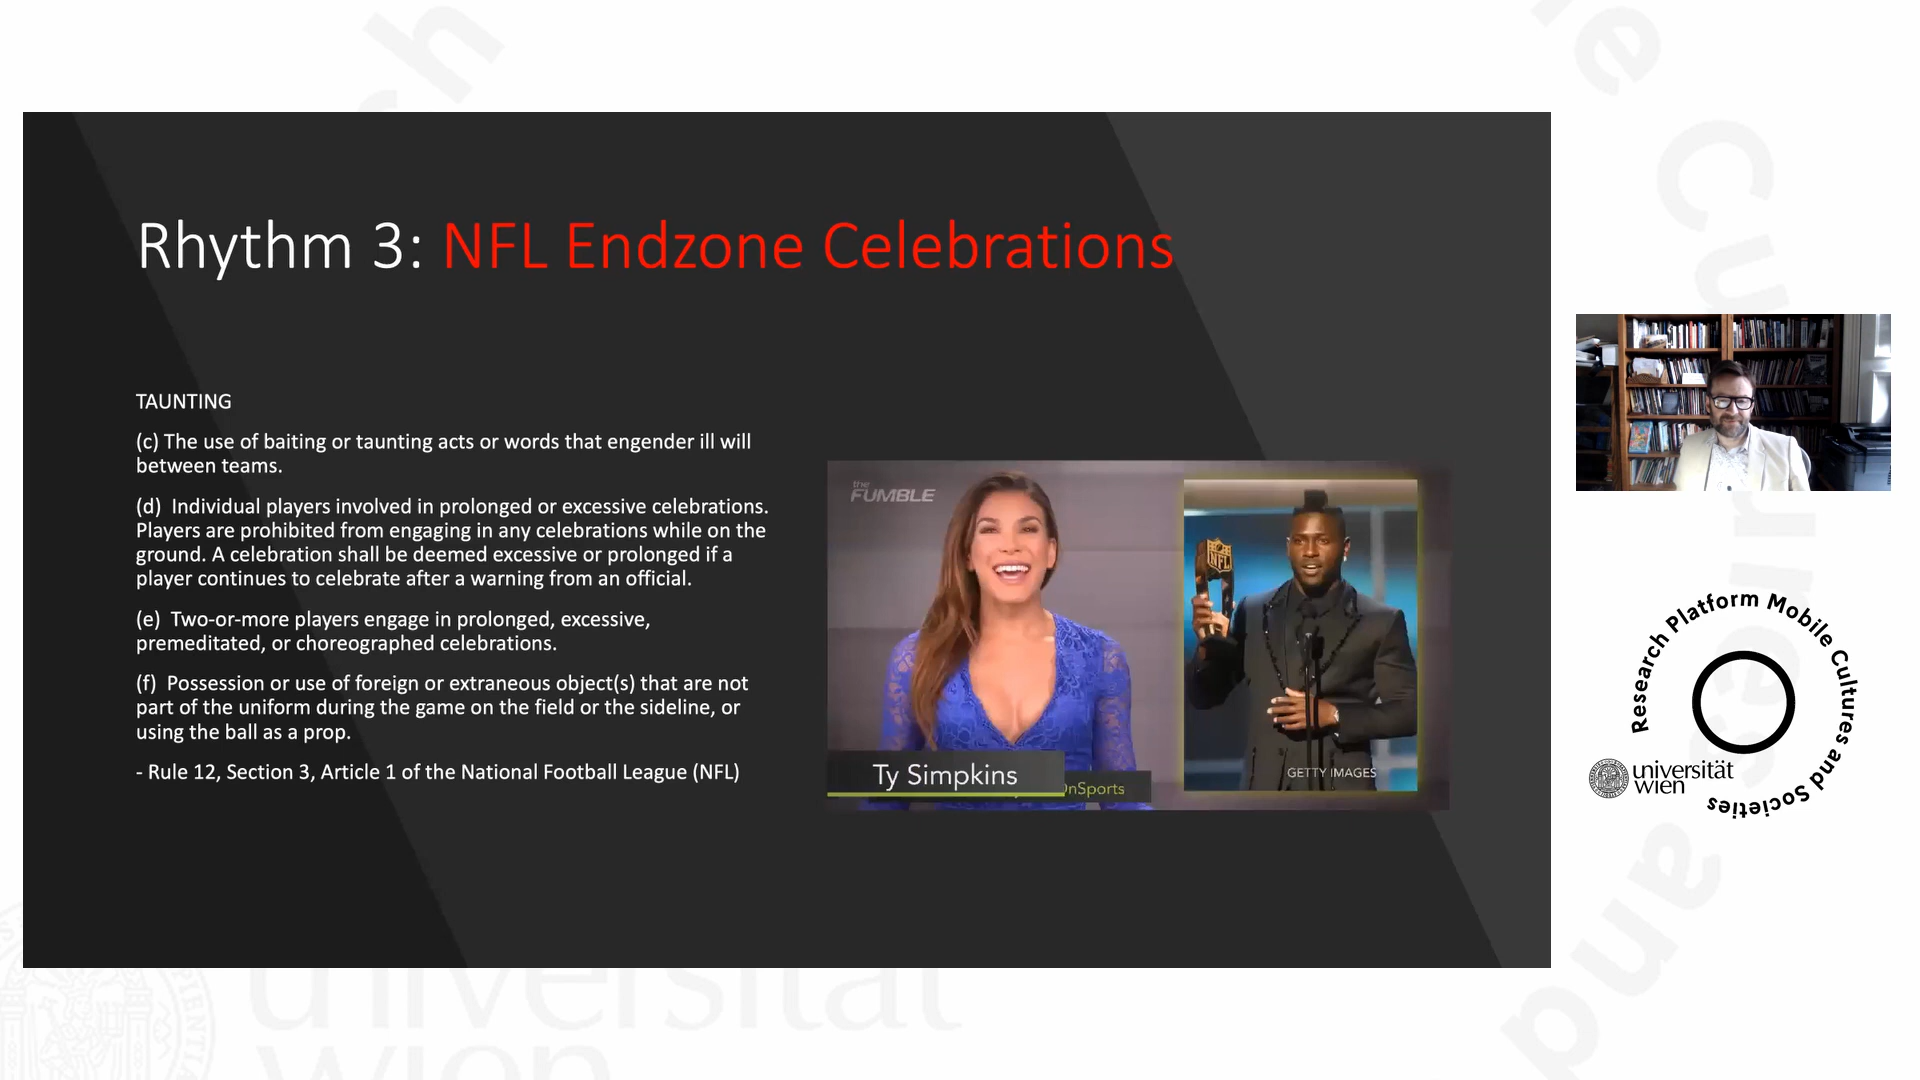 Rhythm 3: NFL Endzone Celebrations
TAUNTING
(c) The use of baiting or taunting acts or words that engender ill will
between teams.
(d) Individual players involved in prolonged or excessive celebrations.
Players are prohibited from engaging in any celebrations while on the
ground. A celebration shall be deemed excessive or prolonged if a
player continues to celebrate after a warning from an official.
(e) Two-or-more players engage in prolonged, excessive,
premeditated, or choreographed celebrations.
(f) Possession or use of foreign or extraneous object(s) that are not
part of the uniform during the game on the field or the sideline, or
using the ball as a prop.
- Rule 12, Section 3, Article 1 of the National Football League (NFL)
the
FUMBLE
NFL
Ty Simpkins
OnSports
GETTY IMAGES
Research Platform Mobile Cultures and Societies
universität
wien
universität
wien